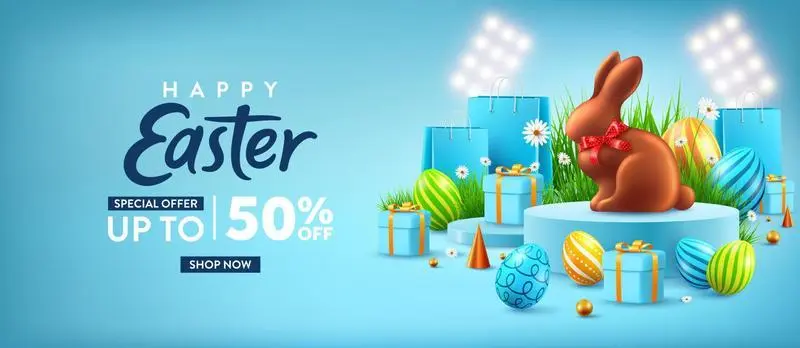 HAPPY
Easter
SPECIAL OFFER
UP TO
50%
OFF
SHOP NOW